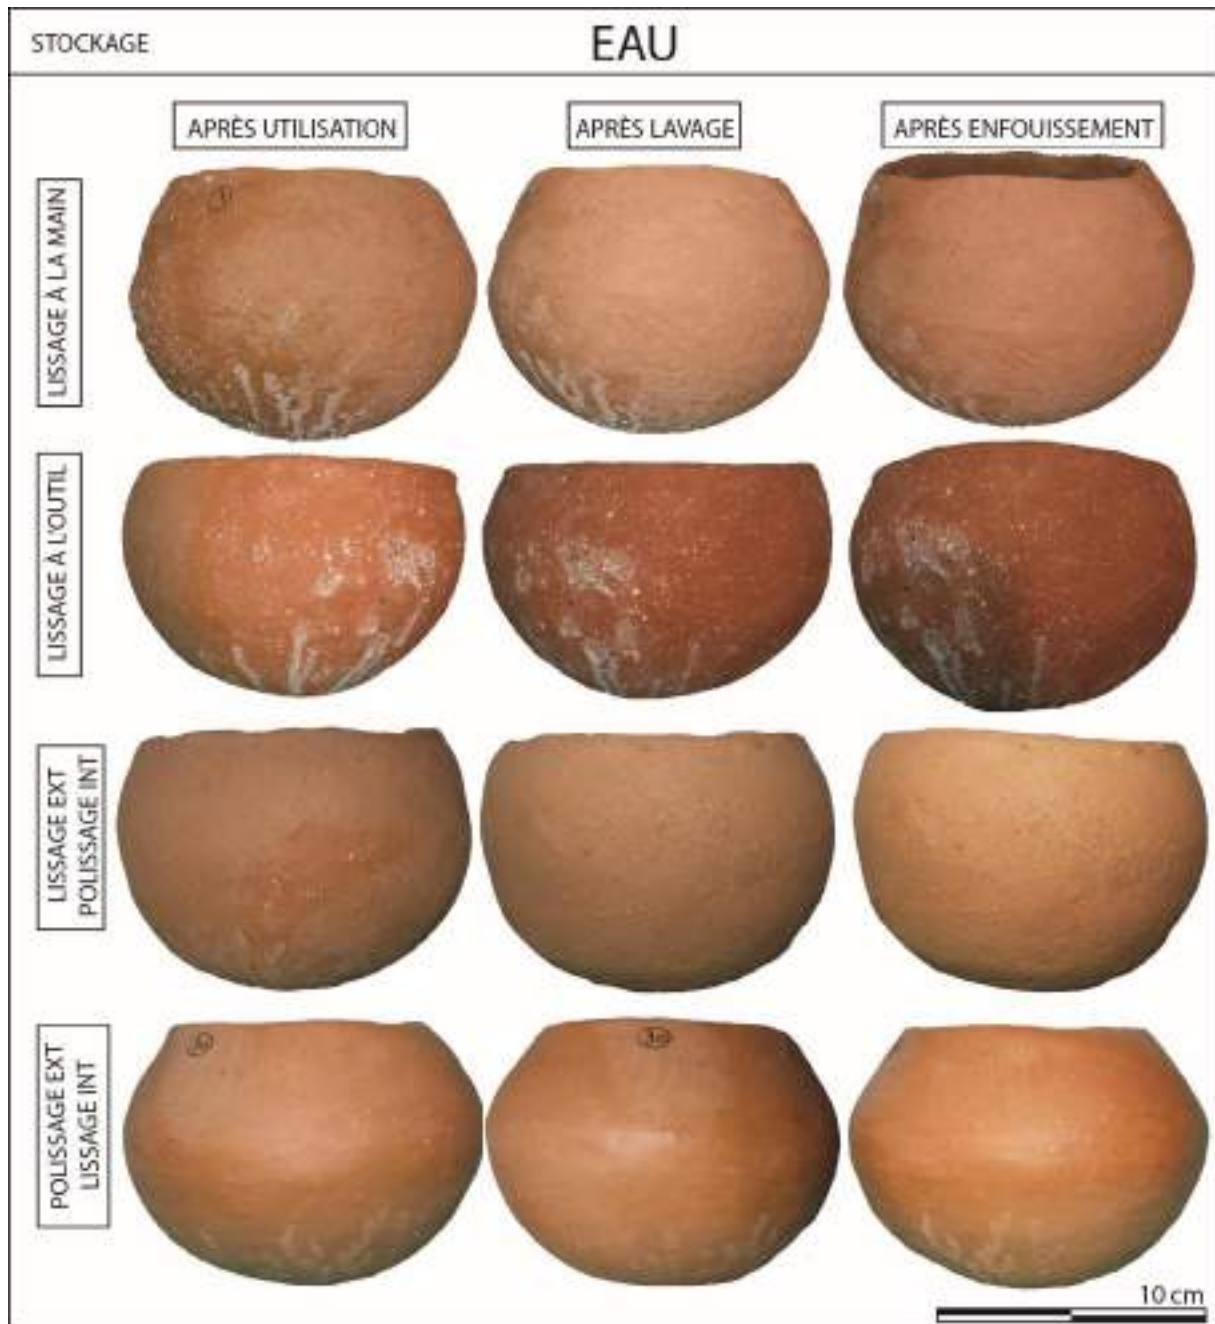 STOCKAGE
EAU
APRÈS UTILISATION
APRÈS LAVAGE
APRÈS ENFOUISSEMENT
LISSAGE À LA MAIN
LISSAGE À L'OUTIL
LISSAGE EXT
POLISSAGE INT
POLISSAGE EXT
LISSAGE INT
10 cm